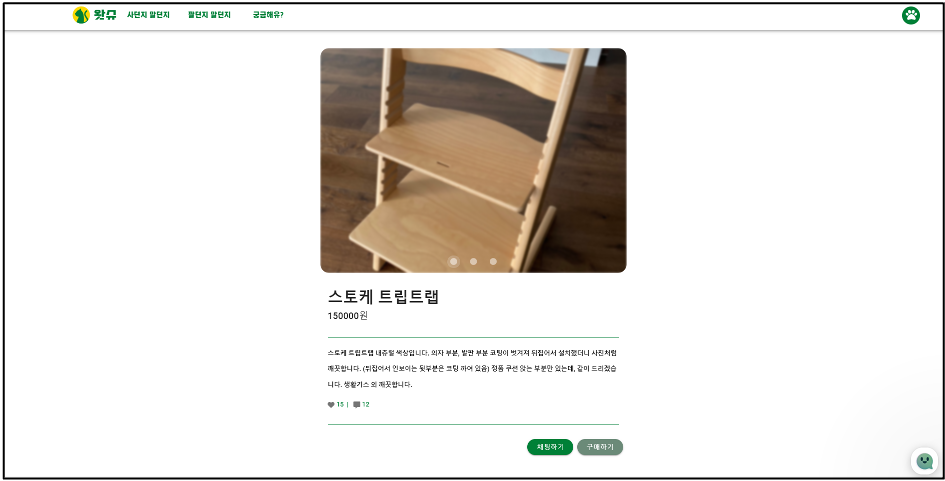 왓슈 사던지 말던지 팔던지 말던지 궁금해유?
스토케 트립트랩
150000원
스토케 트립트랩 내츄럴 색상입니다. 의자 부분, 발판 부분 코팅이 벗겨져 뒤집어서 설치했더니 사진처럼
깨끗합니다. (뒤집어서 안보이는 뒷부분은 코팅 까여 있음) 정품 쿠션 앉는 부분만 있는데, 같이 드리겠습
니다. 생활기스 외 깨끗합니다.
15 | 12
채팅하기 구매하기